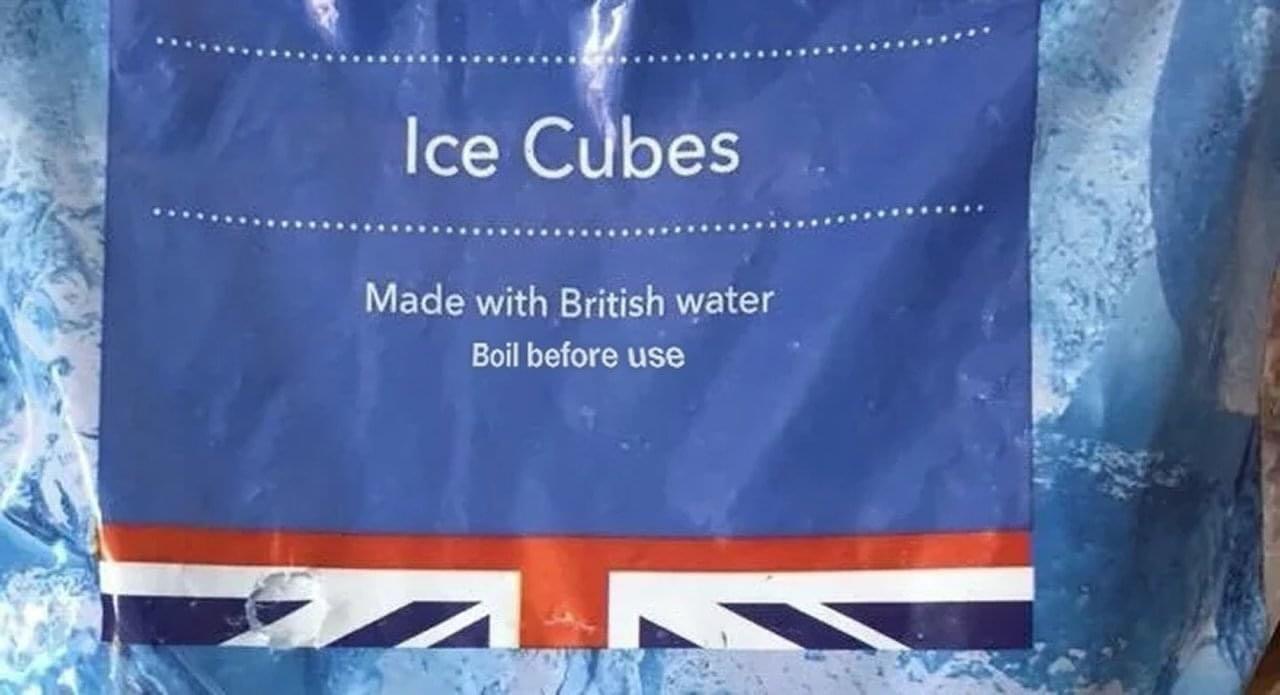 Ice Cubes
Made with British water
Boil before use